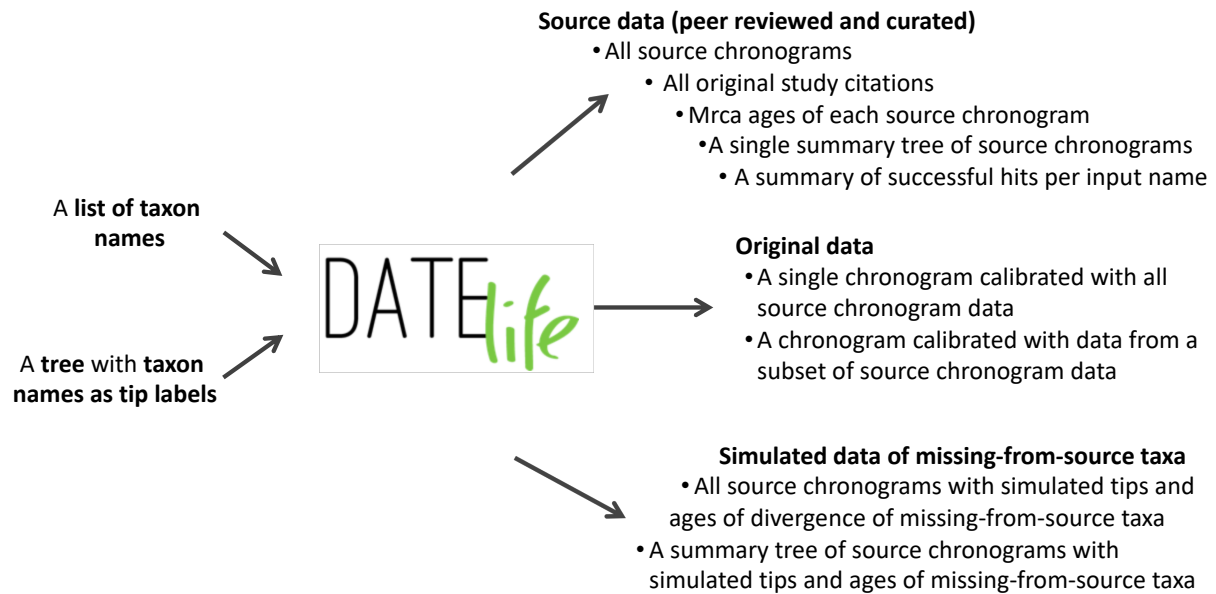 Source data (peer reviewed and curated)
• All source chronograms
• All original study citations
• Mrca ages of each source chronogram
• A single summary tree of source chronograms
• A summary of successful hits per input name
A list of taxon
names
A tree with taxon
names as tip labels
DATElife
Original data
• A single chronogram calibrated with all
source chronogram data
• A chronogram calibrated with data from a
subset of source chronogram data
Simulated data of missing-from-source taxa
• All source chronograms with simulated tips and
ages of divergence of missing-from-source taxa
• A summary tree of source chronograms with
simulated tips and ages of missing-from-source taxa